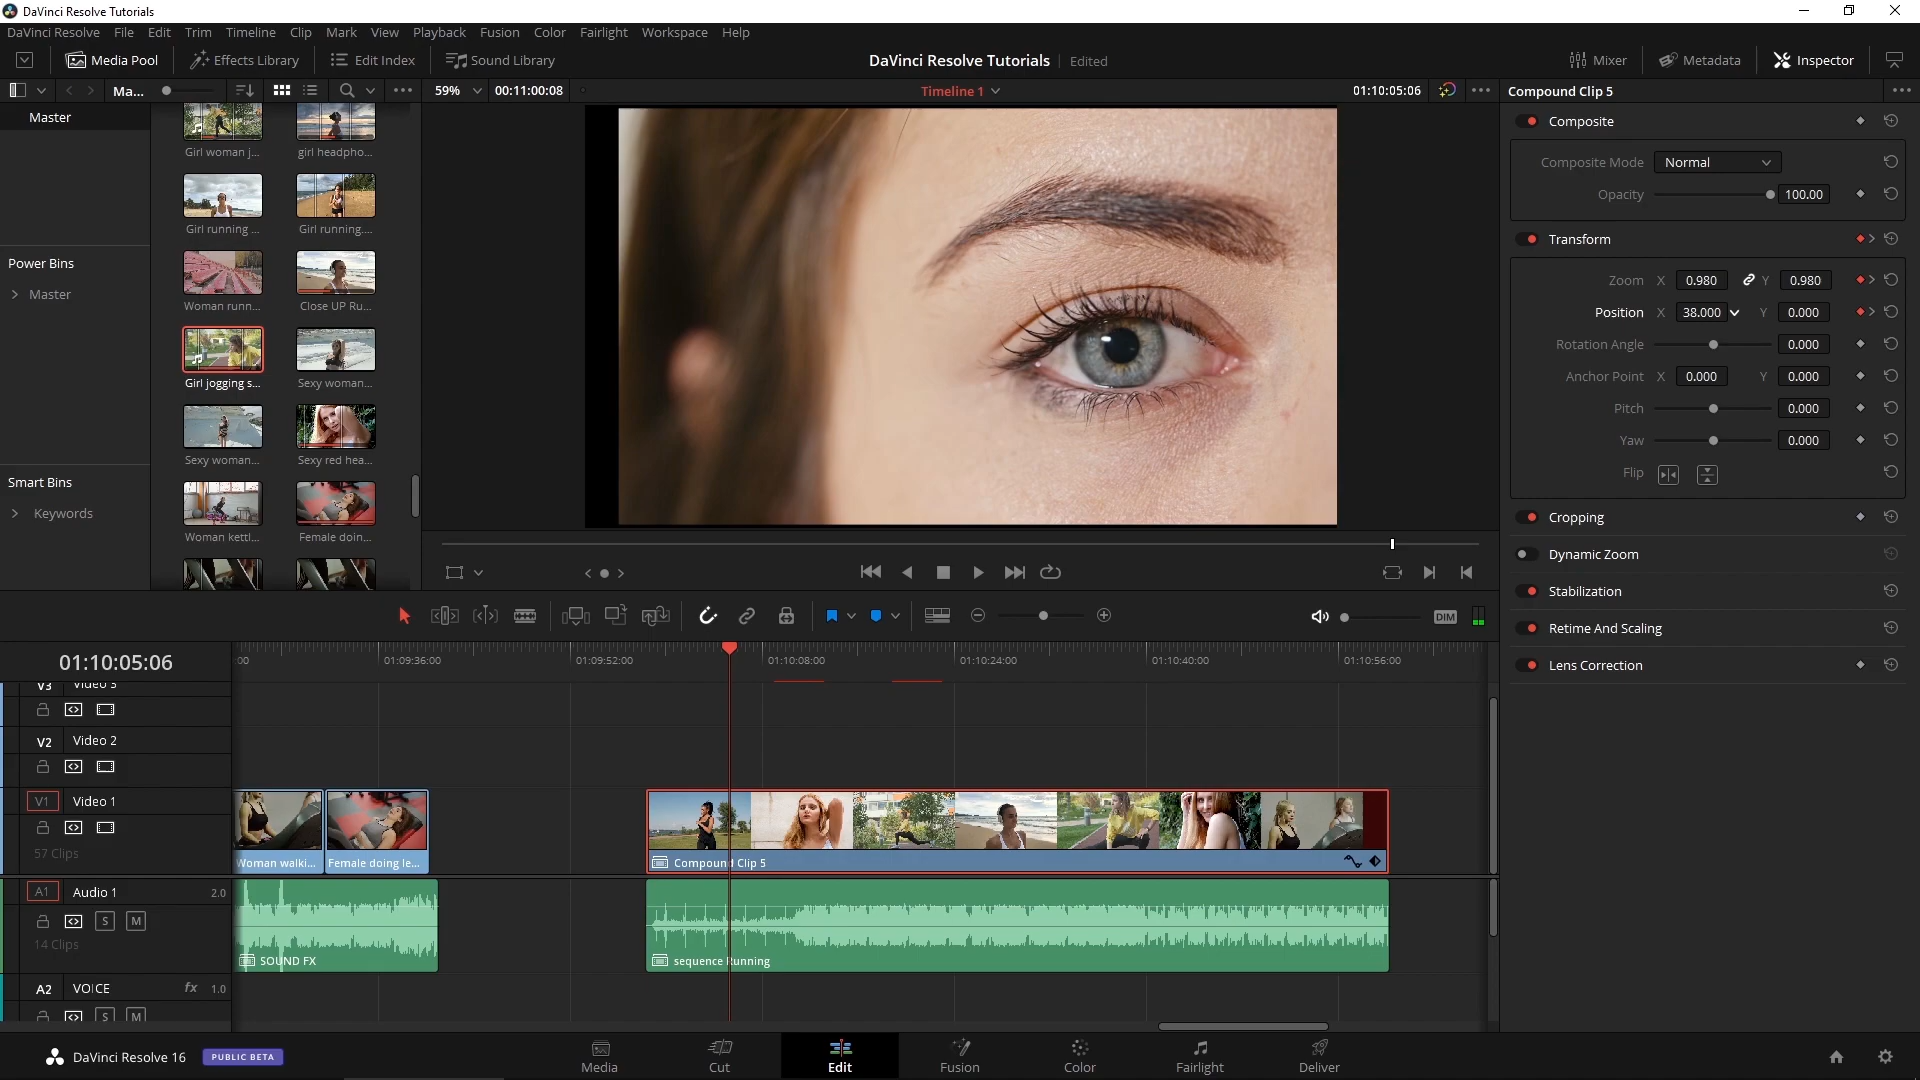 DaVinci Resolve Tutorials
DaVinci Resolve File Edit Trim Timeline Clip Mark View Playback Fusion Color Fairlight Workspace Help
Media Pool Effects Library Edit Index Sound Library DaVinci Resolve Tutorials Edited Mixer Metadata Inspector
Ma... 59% 00:11:00:08 Timeline 1 01:10:05:06 Compound Clip 5
Master
Power Bins
Master
Smart Bins
Keywords
Girl woman j... girl headpho...
Girl running ... Girl running....
Woman runn... Close UP Ru...
Girl jogging s... Sexy woman...
Sexy woman... Sexy red hea...
Woman kettl... Female doin...
Composite
Composite Mode Normal
Opacity 100.00
Transform
Zoom X 0.980 Y 0.980
Position X 38.000 Y 0.000
Rotation Angle 0.000
Anchor Point X 0.000 Y 0.000
Pitch 0.000
Yaw 0.000
Flip
Cropping
Dynamic Zoom
Stabilization
Retime And Scaling
Lens Correction
DIM
01:10:05:06 :00 01:09:36:00 01:09:52:00 01:10:08:00 01:10:24:00 01:10:40:00 01:10:56:00
V3 Video 3
V2 Video 2
V1 Video 1
57 Clips
Woman walki... Female doing le... Compound Clip 5
A1 Audio 1 2.0
S M
14 Clips
SOUND FX sequence Running
A2 VOICE fx 1.0
S M
DaVinci Resolve 16 PUBLIC BETA
Media Cut Edit Fusion Color Fairlight Deliver